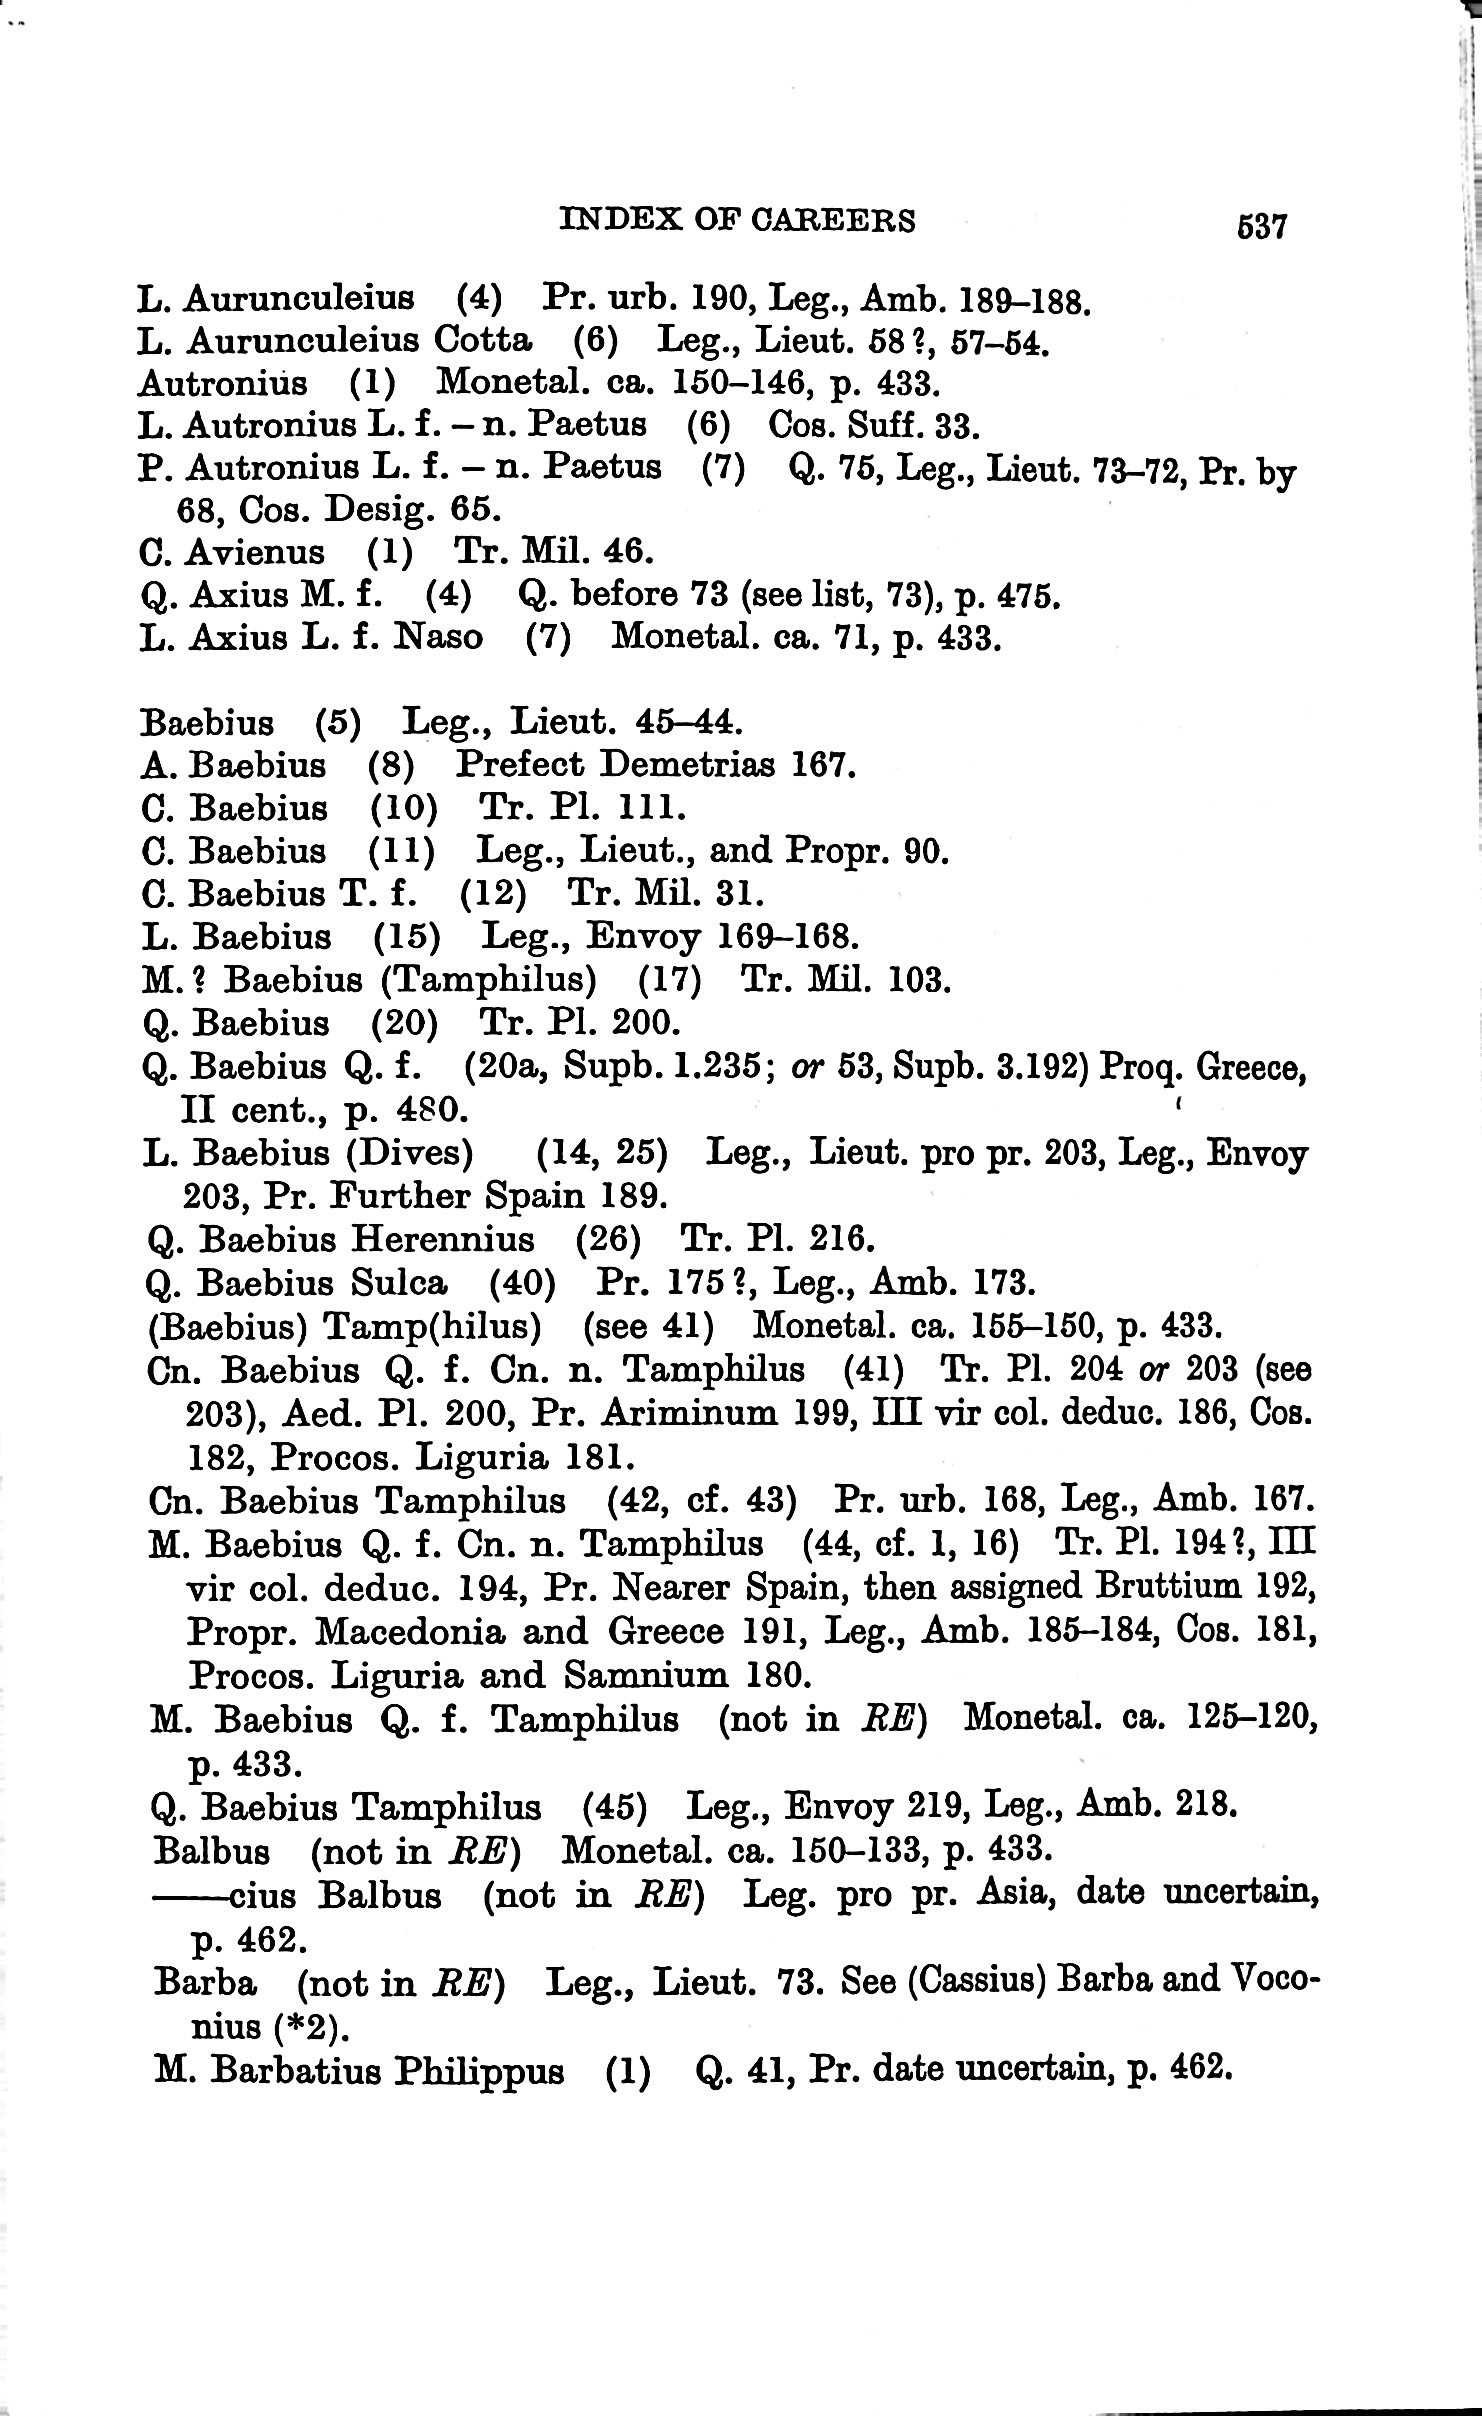 INDEX OF CAREERS 537
L. Aurunculeius (4) Pr. urb. 190, Leg., Amb. 189–188.
L. Aurunculeius Cotta (6) Leg., Lieut. 58?, 57–54.
Autronius (1) Monetal. ca. 150–146, p. 433.
L. Autronius L. f. – n. Paetus (6) Cos. Suff. 33.
P. Autronius L. f. – n. Paetus (7) Q. 75, Leg., Lieut. 73–72, Pr. by
68, Cos. Desig. 65.
C. Avienus (1) Tr. Mil. 46.
Q. Axius M. f. (4) Q. before 73 (see list, 73), p. 475.
L. Axius L. f. Naso (7) Monetal. ca. 71, p. 433.
Baebius (5) Leg., Lieut. 45–44.
A. Baebius (8) Prefect Demetrias 167.
C. Baebius (10) Tr. Pl. 111.
C. Baebius (11) Leg., Lieut., and Propr. 90.
C. Baebius T. f. (12) Tr. Mil. 31.
L. Baebius (15) Leg., Envoy 169–168.
M. ? Baebius (Tamphilus) (17) Tr. Mil. 103.
Q. Baebius (20) Tr. Pl. 200.
Q. Baebius Q. f. (20a, Supb. 1.235; or 53, Supb. 3.192) Proq. Greece,
II cent., p. 480.
L. Baebius (Dives) (14, 25) Leg., Lieut. pro pr. 203, Leg., Envoy
203, Pr. Further Spain 189.
Q. Baebius Herennius (26) Tr. Pl. 216.
Q. Baebius Sulca (40) Pr. 175?, Leg., Amb. 173.
(Baebius) Tamp(hilus) (see 41) Monetal. ca. 155–150, p. 433.
Cn. Baebius Q. f. Cn. n. Tamphilus (41) Tr. Pl. 204 or 203 (see
203), Aed. Pl. 200, Pr. Ariminum 199, III vir col. deduc. 186, Cos.
182, Procos. Liguria 181.
Cn. Baebius Tamphilus (42, cf. 43) Pr. urb. 168, Leg., Amb. 167.
M. Baebius Q. f. Cn. n. Tamphilus (44, cf. 1, 16) Tr. Pl. 194?, III
vir col. deduc. 194, Pr. Nearer Spain, then assigned Bruttium 192,
Propr. Macedonia and Greece 191, Leg., Amb. 185–184, Cos. 181,
Procos. Liguria and Samnium 180.
M. Baebius Q. f. Tamphilus (not in RE) Monetal. ca. 125–120,
p. 433.
Q. Baebius Tamphilus (45) Leg., Envoy 219, Leg., Amb. 218.
Balbus (not in RE) Monetal. ca. 150–133, p. 433.
——cius Balbus (not in RE) Leg. pro pr. Asia, date uncertain,
p. 462.
Barba (not in RE) Leg., Lieut. 73. See (Cassius) Barba and Voco-
nius (*2).
M. Barbatius Philippus (1) Q. 41, Pr. date uncertain, p. 462.